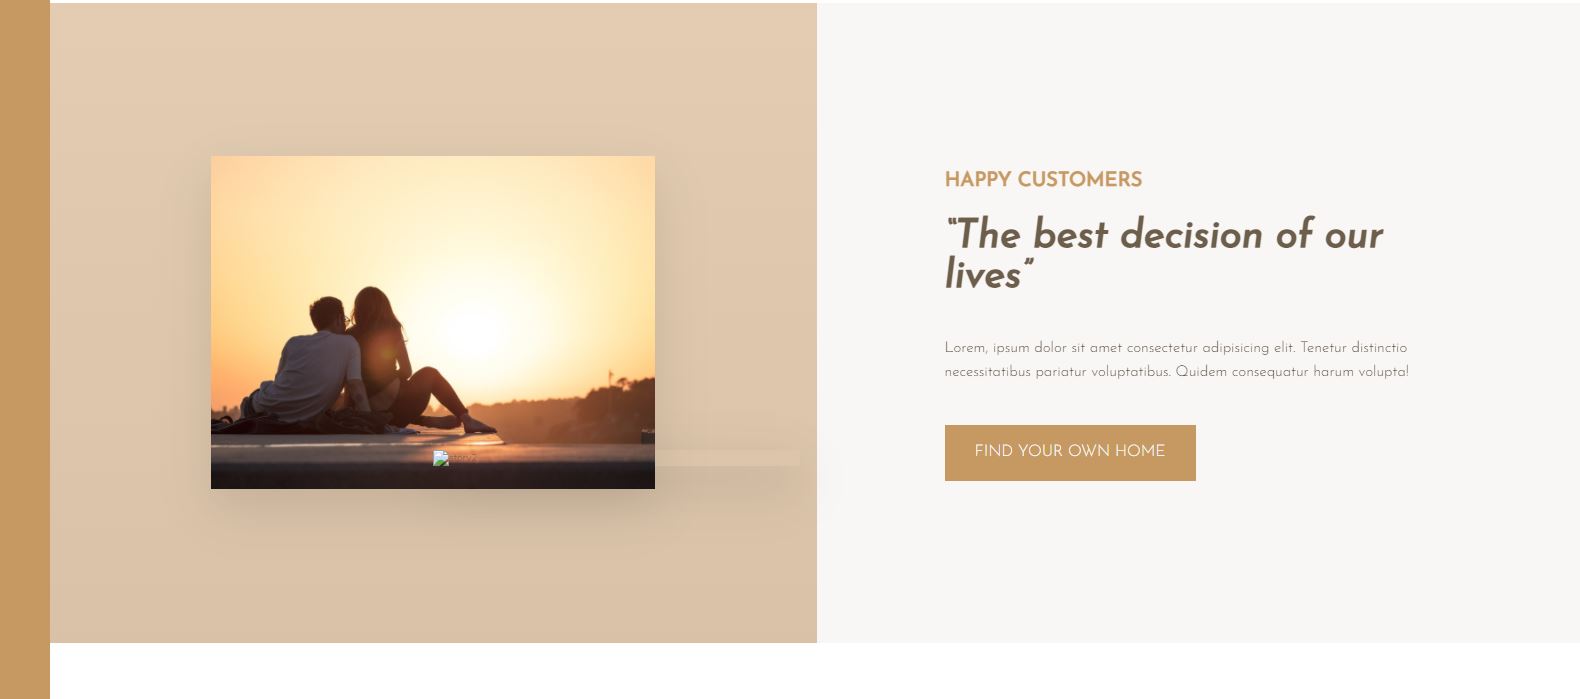 HAPPY CUSTOMERS
“The best decision of our
lives”
Lorem, ipsum dolor sit amet consectetur adipisicing elit. Tenetur distinctio
necessitatibus pariatur voluptatibus. Quidem consequatur harum volupta!
FIND YOUR OWN HOME